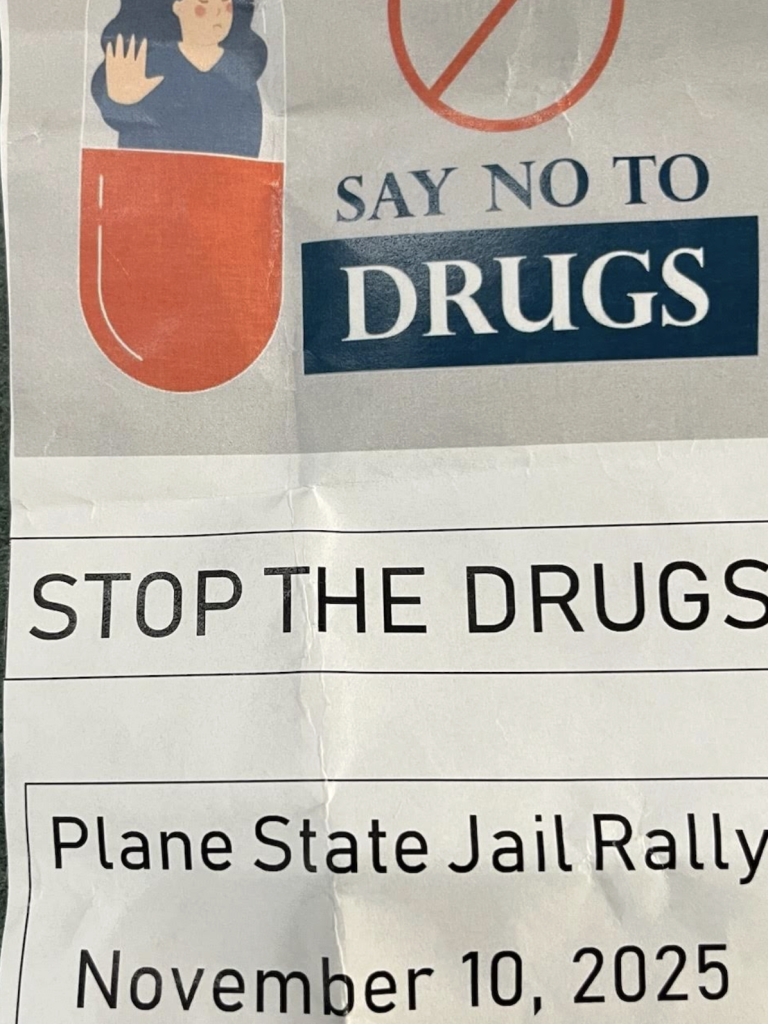 SAY NO TO
DRUGS
STOP THE DRUGS
Plane State Jail Rally
November 10, 2025